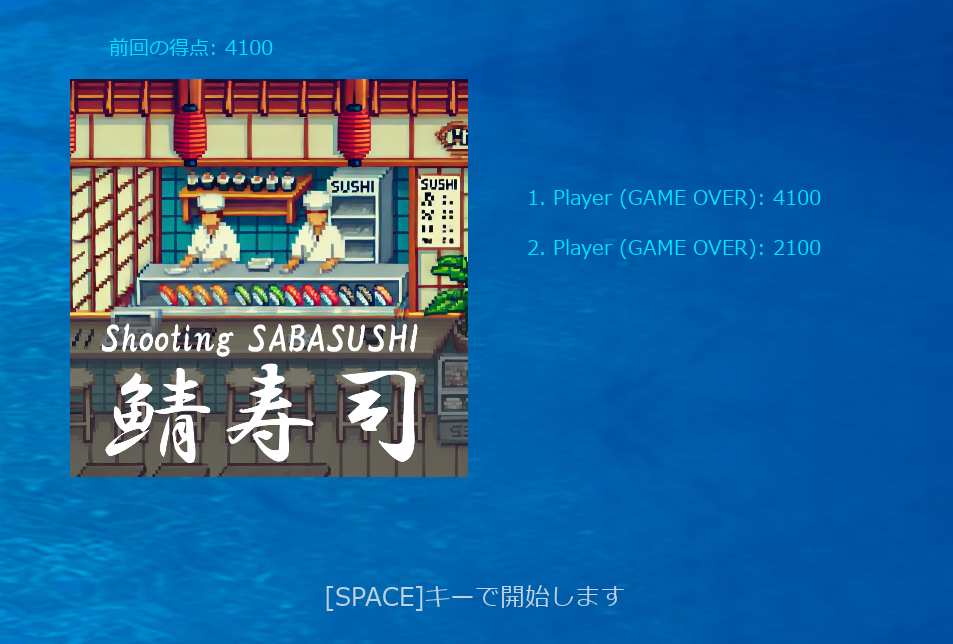 前回の得点: 4100
SUSHI
SUSHI
Shooting SABASUSHI
鯖寿司
1. Player (GAME OVER): 4100
2. Player (GAME OVER): 2100
[SPACE]キーで開始します